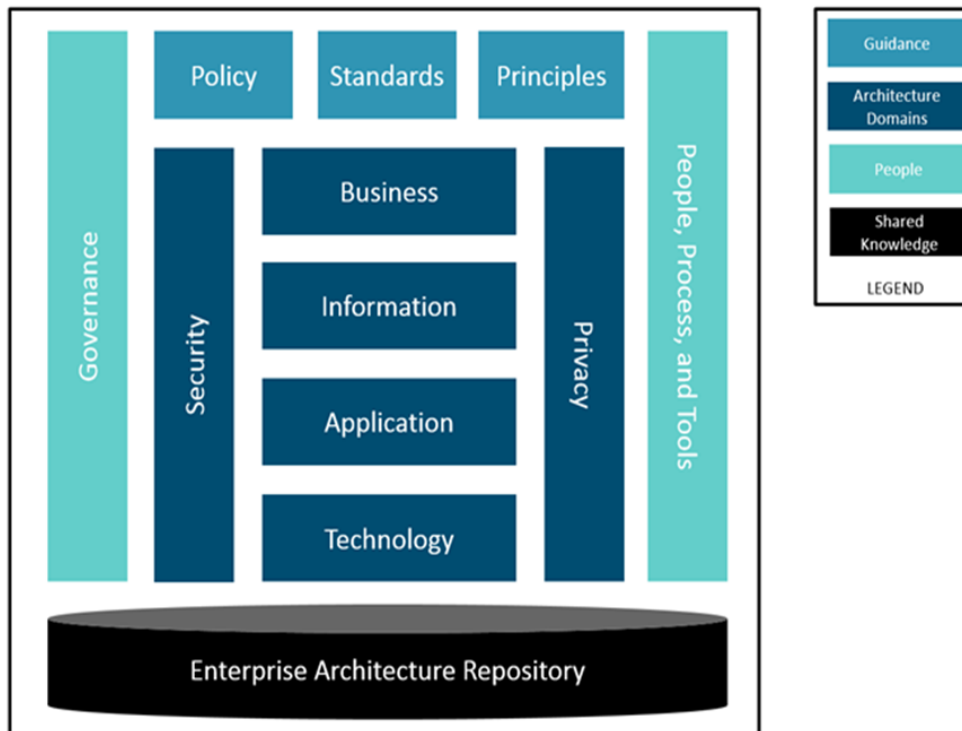 Policy
Standards
Principles
Governance
Security
Business
Information
Application
Technology
Privacy
People, Process, and Tools
Enterprise Architecture Repository
Guidance
Architecture
Domains
People
Shared
Knowledge
LEGEND